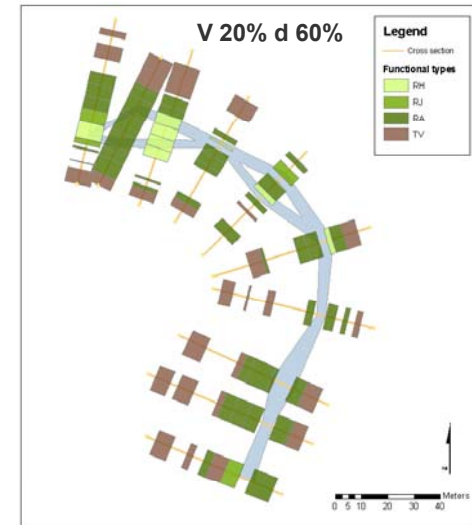 V 20% d 60%
Legend
Cross section
Functional types
RH
RJ
RA
TV
Meters
0 5 10 20 30 40